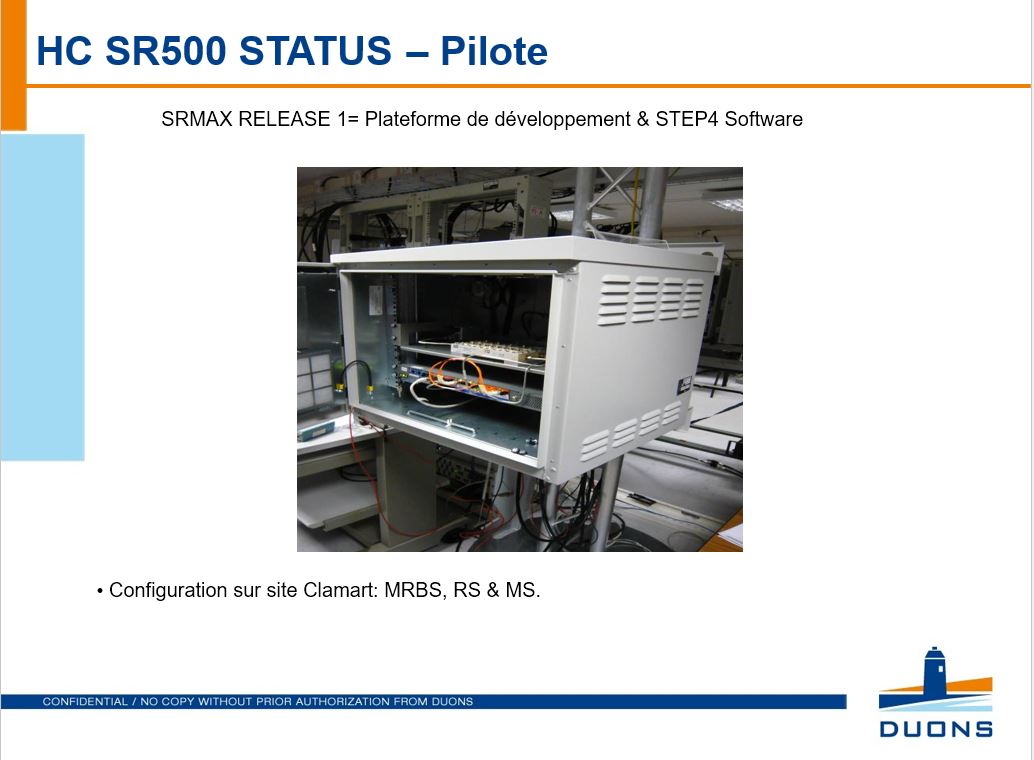 HC SR500 STATUS – Pilote
SRMAX RELEASE 1= Plateforme de développement & STEP4 Software
• Configuration sur site Clamart: MRBS, RS & MS.
CONFIDENTIAL / NO COPY WITHOUT PRIOR AUTHORIZATION FROM DUONS
DUONS